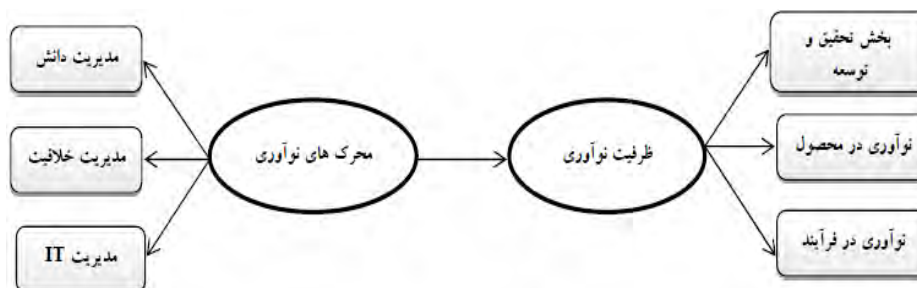 بخش تحقیق و
توسعه
مدیریت دانش
محرک های نوآوری
ظرفیت نوآوری
نوآوری در محصول
مدیریت خلاقیت
نوآوری در فرآیند
مدیریت IT